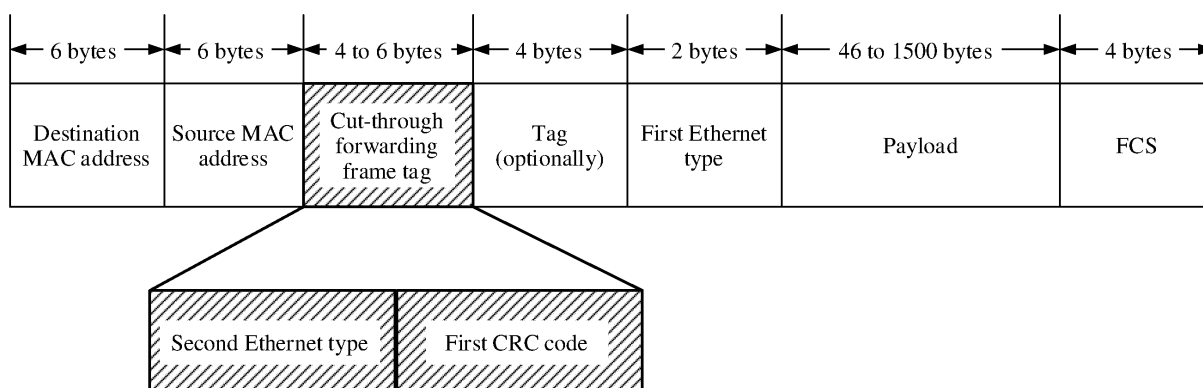 6 bytes
6 bytes
4 to 6 bytes
4 bytes
2 bytes
46 to 1500 bytes
4 bytes
Destination
MAC address
Source MAC
address
Cut-through
forwarding
frame tag
Tag
(optionally)
First Ethernet
type
Payload
FCS
Second Ethernet type
First CRC code